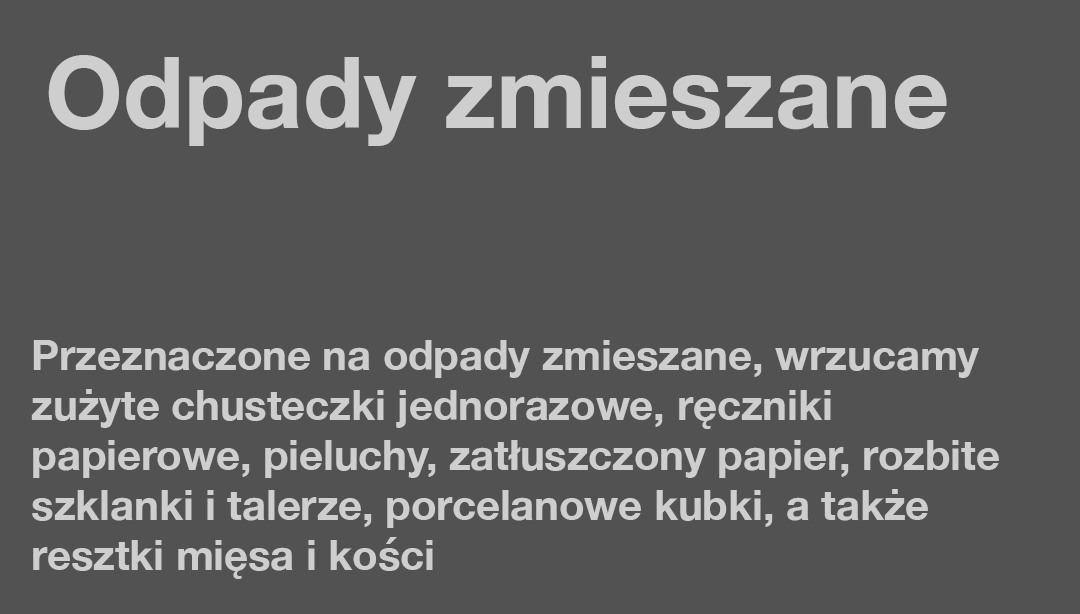 Odpady zmieszane
Przeznaczone na odpady zmieszane, wrzucamy
zużyte chusteczki jednorazowe, ręczniki
papierowe, pieluchy, zatłuszczony papier, rozbite
szklanki i talerze, porcelanowe kubki, a także
resztki mięsa i kości